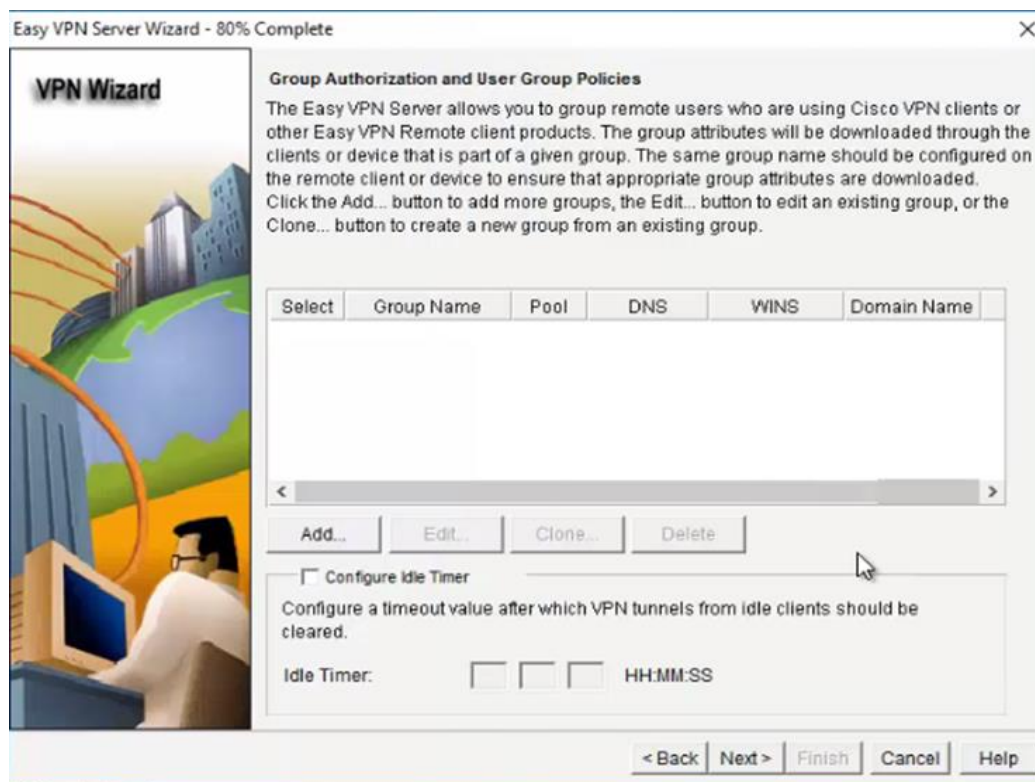 Easy VPN Server Wizard - 80% Complete
VPN Wizard
Group Authorization and User Group Policies
The Easy VPN Server allows you to group remote users who are using Cisco VPN clients or
other Easy VPN Remote client products. The group attributes will be downloaded through the
clients or device that is part of a given group. The same group name should be configured on
the remote client or device to ensure that appropriate group attributes are downloaded.
Click the Add... button to add more groups, the Edit... button to edit an existing group, or the
Clone... button to create a new group from an existing group.
Select Group Name Pool DNS WINS Domain Name
Add... Edit... Clone... Delete
Configure Idle Timer
Configure a timeout value after which VPN tunnels from idle clients should be
cleared.
Idle Timer: HH:MM:SS
< Back Next > Finish Cancel Help